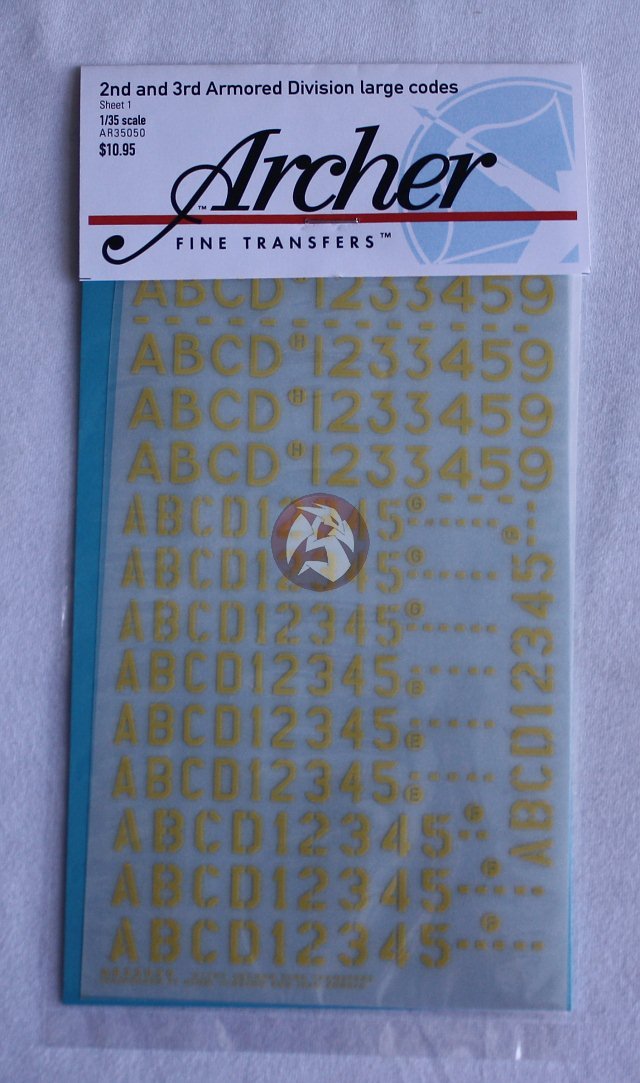 2nd and 3rd Armored Division large codes
Sheet 1
1/35 scale
AR35050
$10.95
Archer™
FINE TRANSFERS™
ABCD H 1233459
ABCD H 1233459
ABCD H 1233459
ABCD H 1233459
ABCD12345 G
ABCD12345 G
ABCD12345 G
ABCD12345 E
ABCD12345 E
ABCD12345 E
ABCD12345 F
ABCD12345 F
ABCD12345
ABCD12345